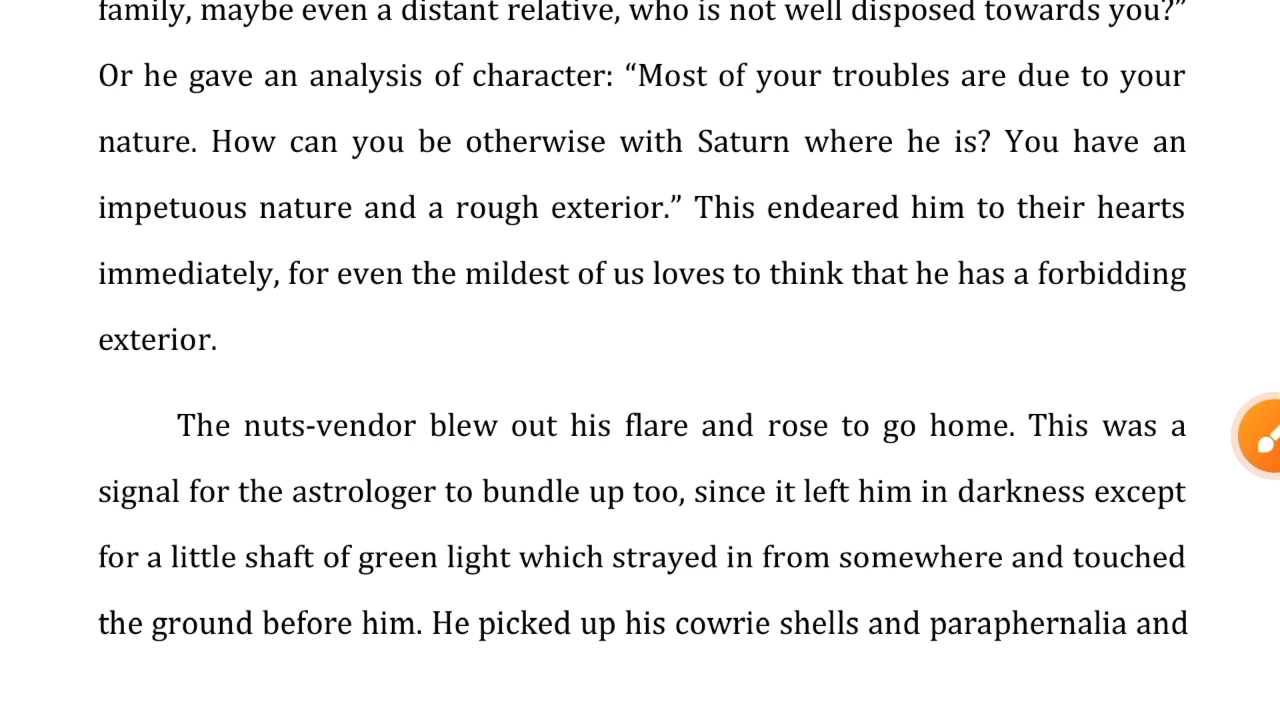 family, maybe even a distant relative, who is not well disposed towards you?”
Or he gave an analysis of character: “Most of your troubles are due to your
nature. How can you be otherwise with Saturn where he is? You have an
impetuous nature and a rough exterior.” This endeared him to their hearts
immediately, for even the mildest of us loves to think that he has a forbidding
exterior.
The nuts-vendor blew out his flare and rose to go home. This was a
signal for the astrologer to bundle up too, since it left him in darkness except
for a little shaft of green light which strayed in from somewhere and touched
the ground before him. He picked up his cowrie shells and paraphernalia and